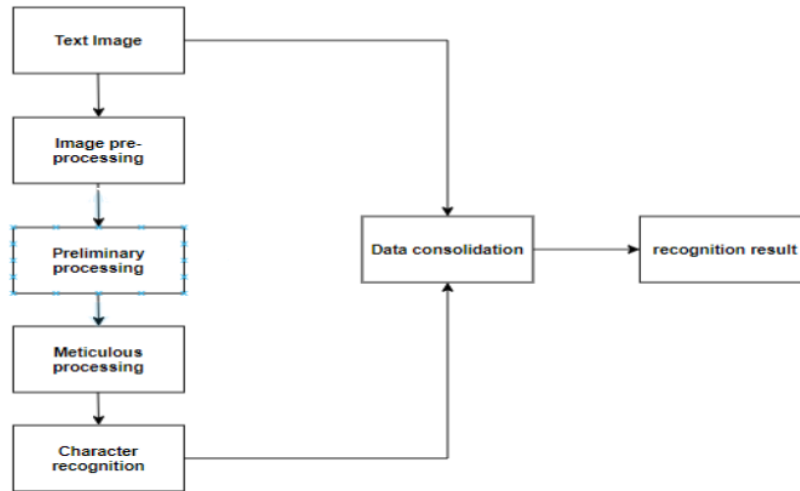 Text Image
Image pre-
processing
Preliminary
processing
Meticulous
processing
Character
recognition
Data consolidation
recognition result